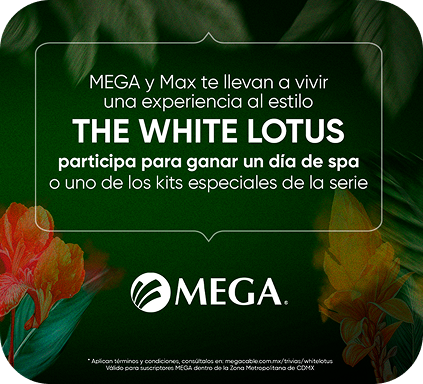 MEGA y Max te llevan a vivir
una experiencia al estilo
THE WHITE LOTUS
participa para ganar un día de spa
o uno de los kits especiales de la serie
MEGA®
* Aplican términos y condiciones, consúltalos en: megacable.com.mx/trivias/whitelotus
Válido para suscriptores MEGA dentro de la Zona Metropolitana de CDMX